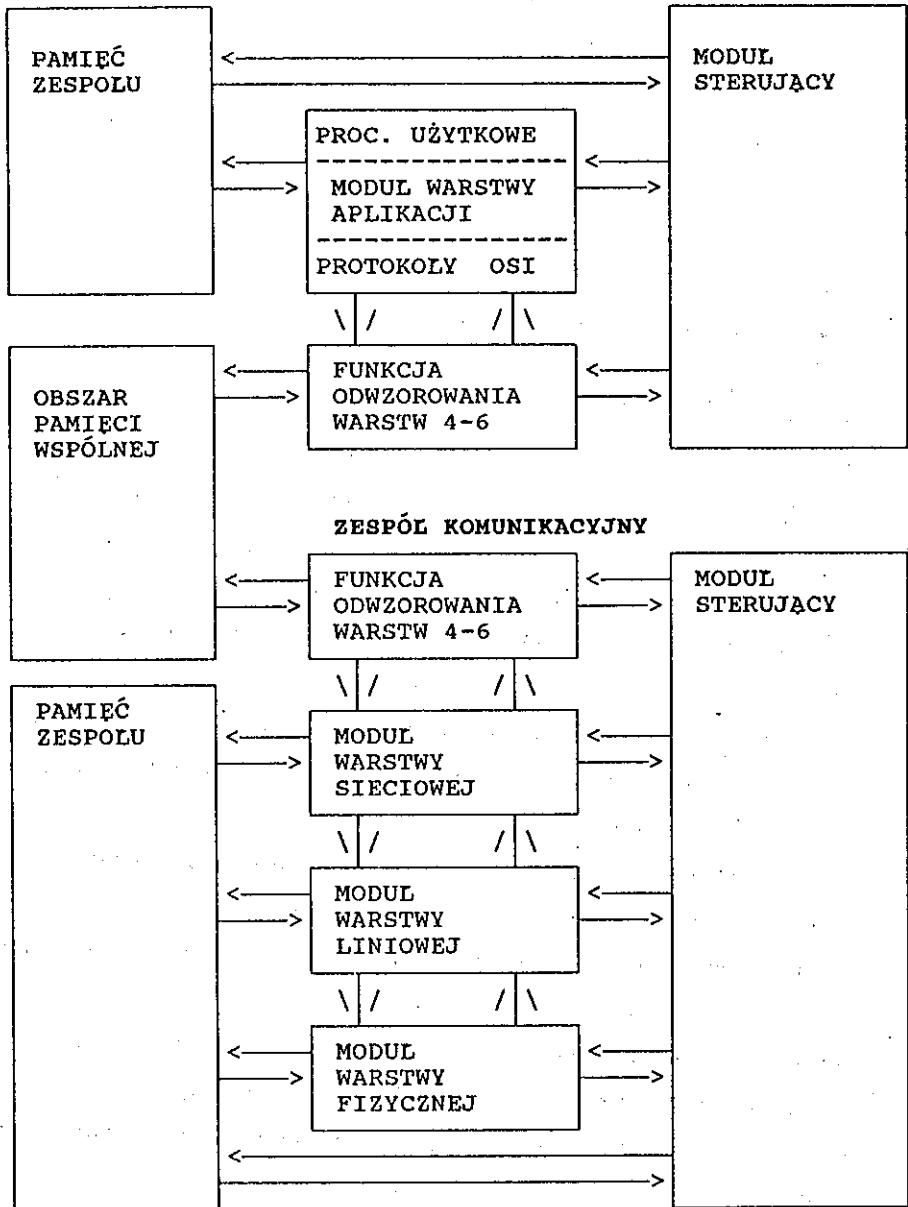 PAMIĘĆ
ZESPOŁU
MODUŁ
STERUJĄCY
PROC. UŻYTKOWE
MODUŁ WARSTWY
APLIKACJI
PROTOKOŁY OSI
OBSZAR
PAMIĘCI
WSPÓLNEJ
FUNKCJA
ODWZOROWANIA
WARSTW 4-6
ZESPÓŁ KOMUNIKACYJNY
FUNKCJA
ODWZOROWANIA
WARSTW 4-6
MODUŁ
STERUJĄCY
PAMIĘĆ
ZESPOŁU
MODUŁ
WARSTWY
SIECIOWEJ
MODUŁ
WARSTWY
LINIOWEJ
MODUŁ
WARSTWY
FIZYCZNEJ